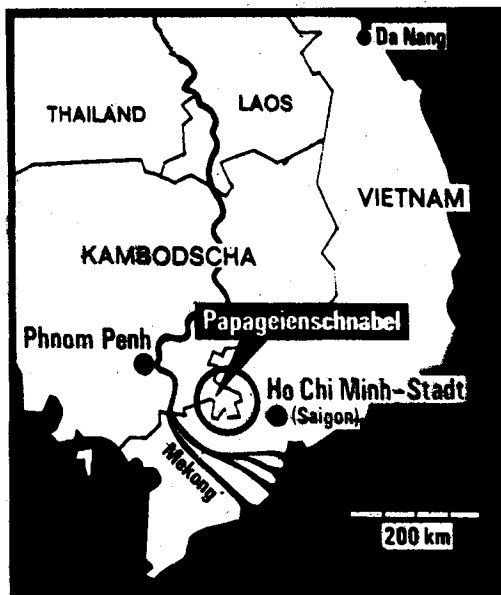 Da Nang
THAILAND
LAOS
VIETNAM
KAMBODSCHA
Papageienschnabel
Phnom Penh
Ho Chi Minh-Stadt
(Saigon)
Mekong
200 km